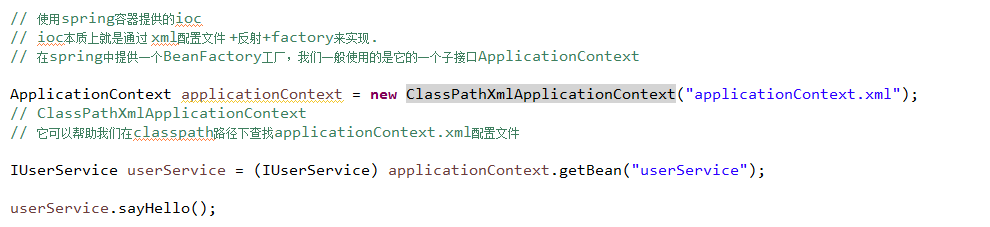 // 使用spring容器提供的ioc
// ioc本质上就是通过 xml配置文件 +反射+factory来实现.
// 在spring中提供一个BeanFactory工厂，我们一般使用的是它的一个子接口ApplicationContext
ApplicationContext applicationContext = new ClassPathXmlApplicationContext("applicationContext.xml");
// ClassPathXmlApplicationContext
// 它可以帮助我们在classpath路径下查找applicationContext.xml配置文件
IUserService userService = (IUserService) applicationContext.getBean("userService");
userService.sayHello();